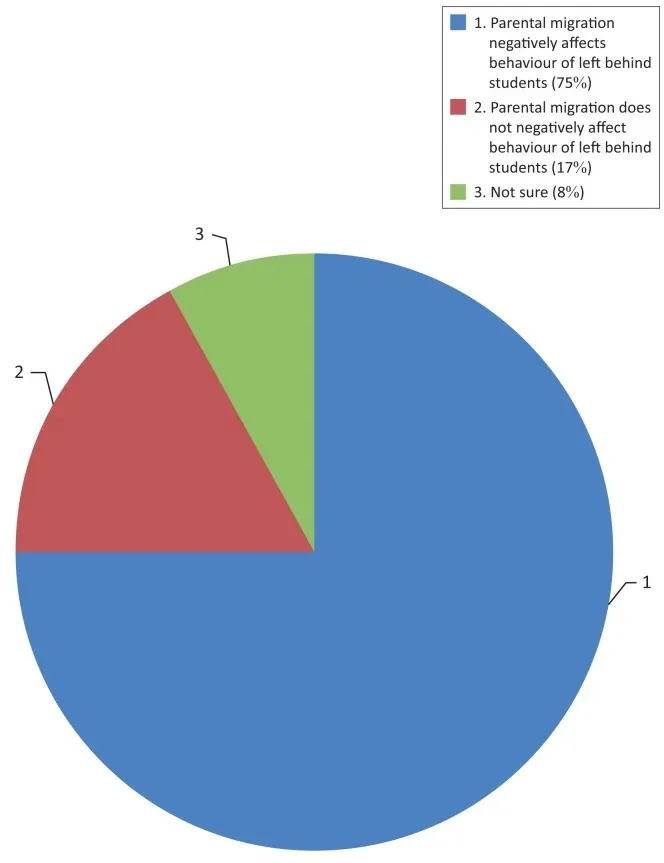 1. Parental migration
negatively affects
behaviour of left behind
students (75%)
2. Parental migration does
not negatively affect
behaviour of left behind
students (17%)
3. Not sure (8%)
3
2
1